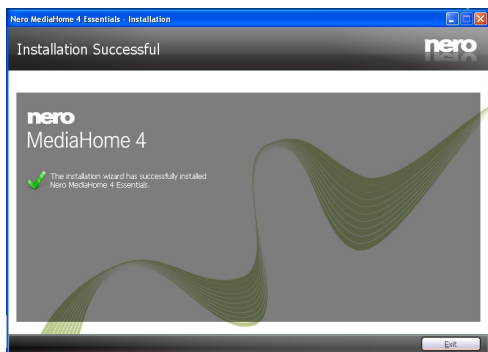 Nero MediaHome 4 Essentials - Installation
Installation Successful
nero
nero
MediaHome 4
The installation wizard has successfully installed
Nero MediaHome 4 Essentials.
Exit